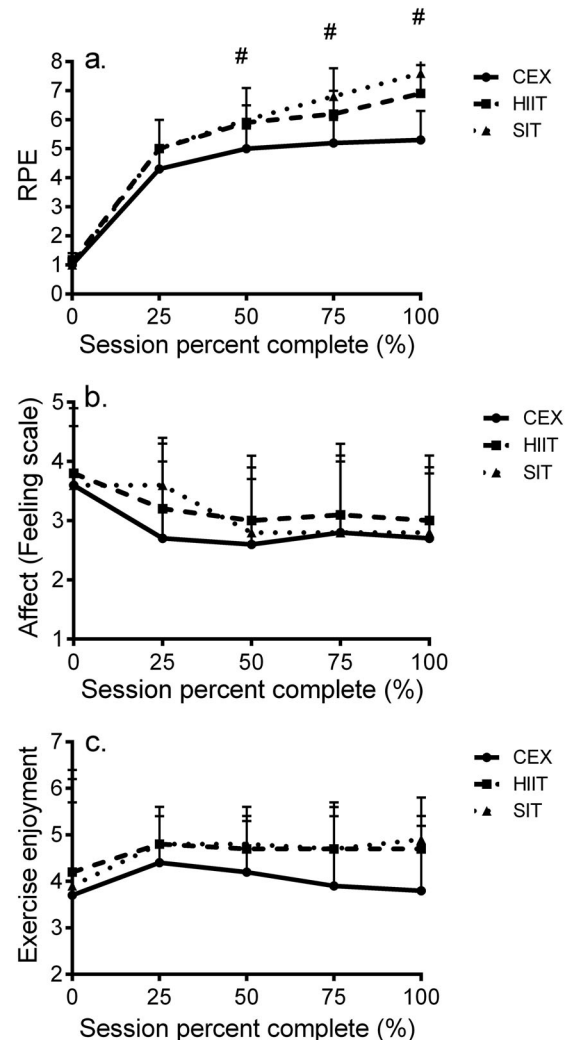 #
#
#
a.
8
7
6
5
4
3
2
1
0
RPE
0 25 50 75 100
Session percent complete (%)
CEX
HIIT
SIT
b.
5
4
3
2
1
Affect (Feeling scale)
0 25 50 75 100
Session percent complete (%)
CEX
HIIT
SIT
c.
7
6
5
4
3
2
Exercise enjoyment
0 25 50 75 100
Session percent complete (%)
CEX
HIIT
SIT